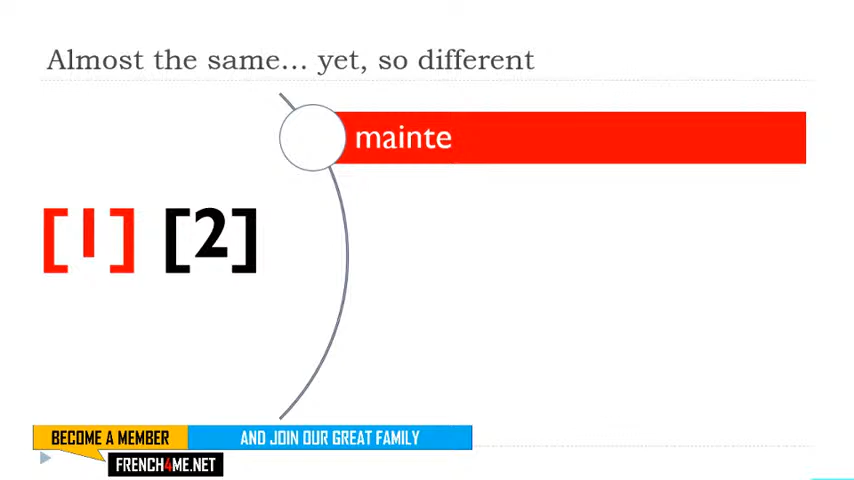 Almost the same... yet, so different
mainte
[1] [2]
BECOME A MEMBER
AND JOIN OUR GREAT FAMILY
FRENCH4ME.NET